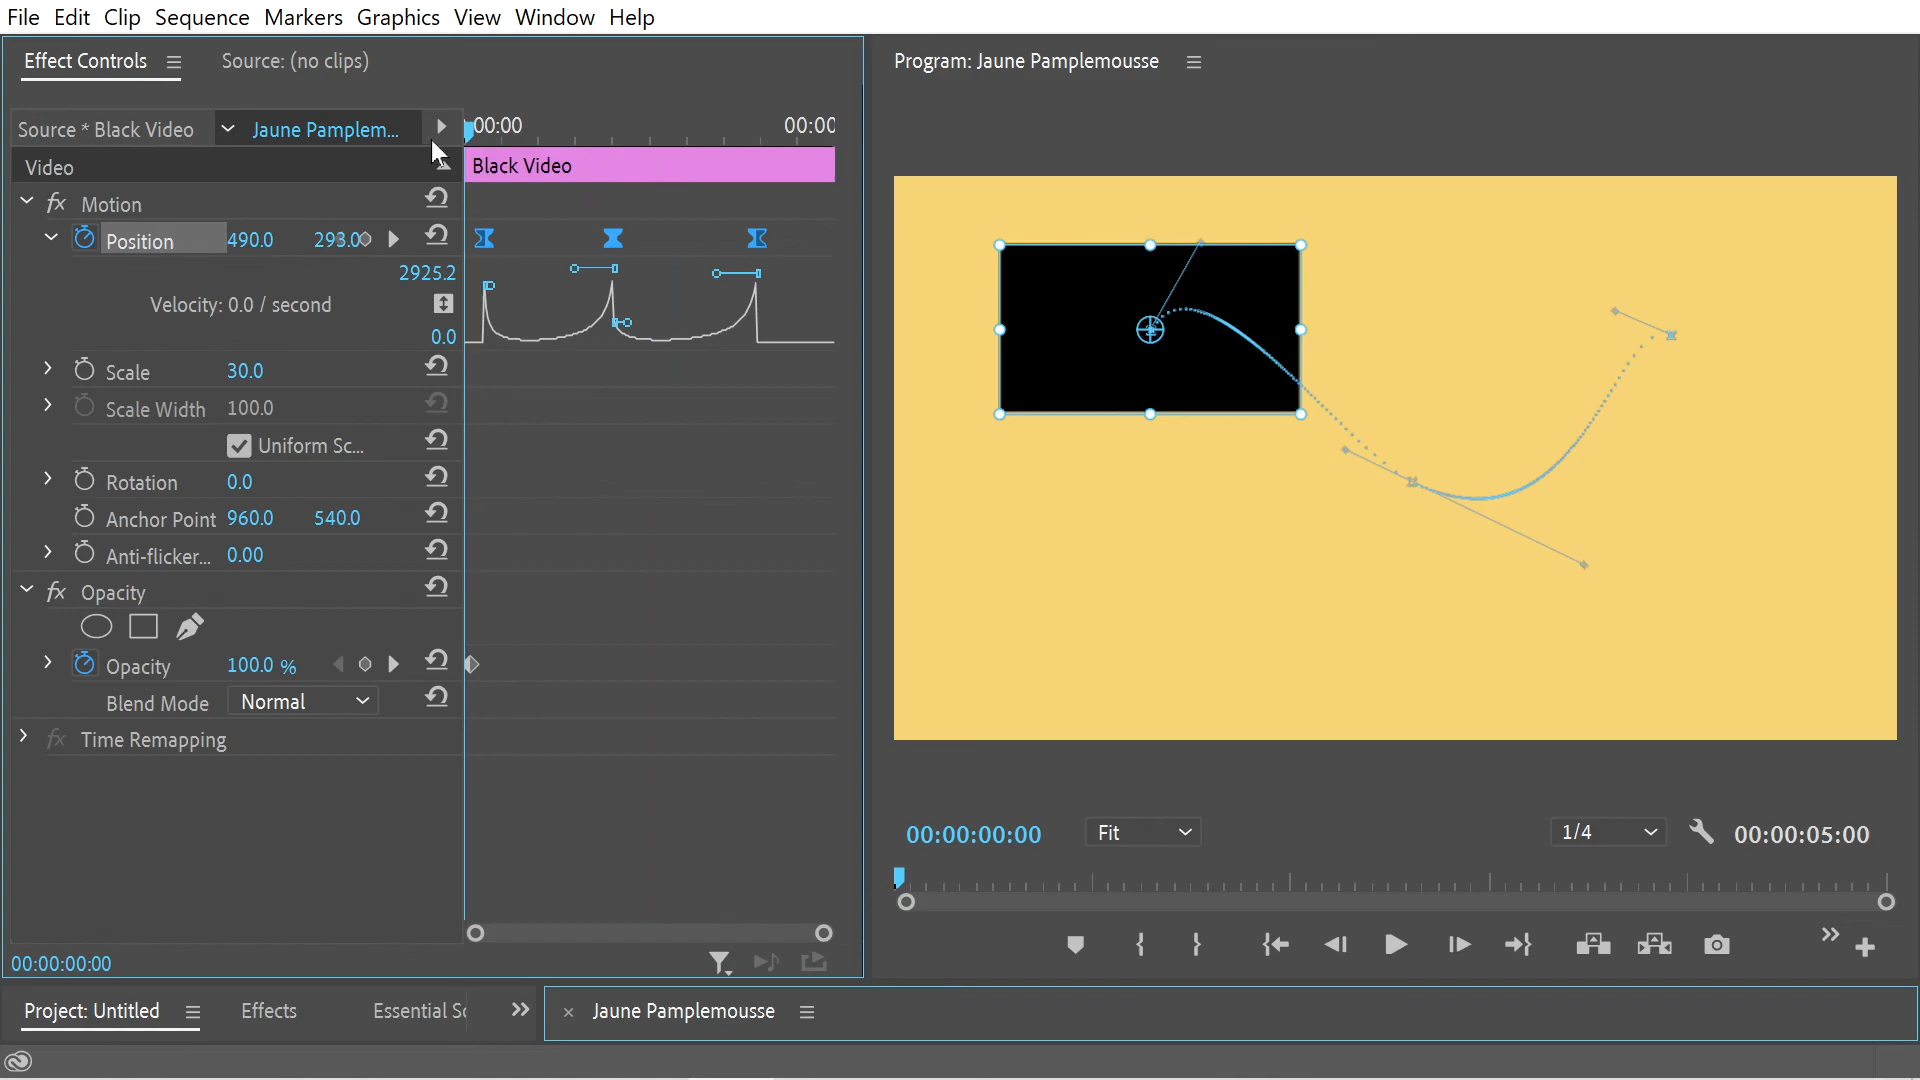 File Edit Clip Sequence Markers Graphics View Window Help
Effect Controls Source: (no clips)
Program: Jaune Pamplemousse
Source * Black Video Jaune Pamplem... 00:00 00:00
Video Black Video
fx Motion
Position 490.0 293.0
2925.2
Velocity: 0.0 / second
0.0
Scale 30.0
Scale Width 100.0
Uniform Sc...
Rotation 0.0
Anchor Point 960.0 540.0
Anti-flicker... 0.00
fx Opacity
Opacity 100.0 %
Blend Mode Normal
fx Time Remapping
00:00:00:00 Fit 1/4 00:00:05:00
00:00:00:00
Project: Untitled Effects Essential So
× Jaune Pamplemousse